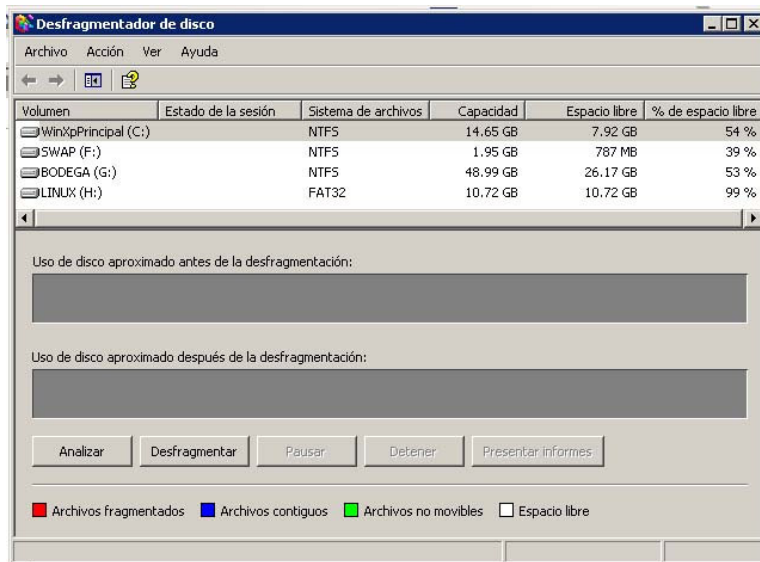 Desfragmentador de disco
Archivo Acción Ver Ayuda
Volumen Estado de la sesión Sistema de archivos Capacidad Espacio libre % de espacio libre
WinXpPrincipal (C:) NTFS 14.65 GB 7.92 GB 54 %
SWAP (F:) NTFS 1.95 GB 787 MB 39 %
BODEGA (G:) NTFS 48.99 GB 26.17 GB 53 %
LINUX (H:) FAT32 10.72 GB 10.72 GB 99 %
Uso de disco aproximado antes de la desfragmentación:
Uso de disco aproximado después de la desfragmentación:
Analizar Desfragmentar Pausar Detener Presentar informes
Archivos fragmentados Archivos contiguos Archivos no movibles Espacio libre